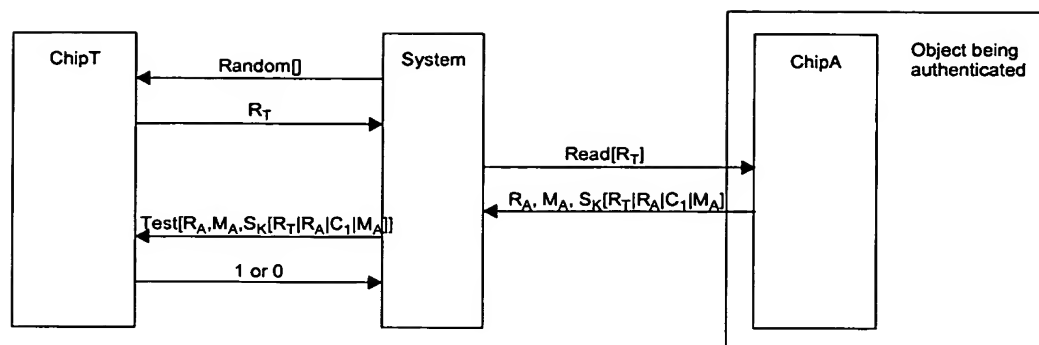 ChipT
System
ChipA
Object being
authenticated
Random[]
R_T
Read[R_T]
R_A, M_A, S_K[R_T|R_A|C_1|M_A]
Test[R_A,M_A,S_K[R_T|R_A|C_1|M_A]]
1 or 0